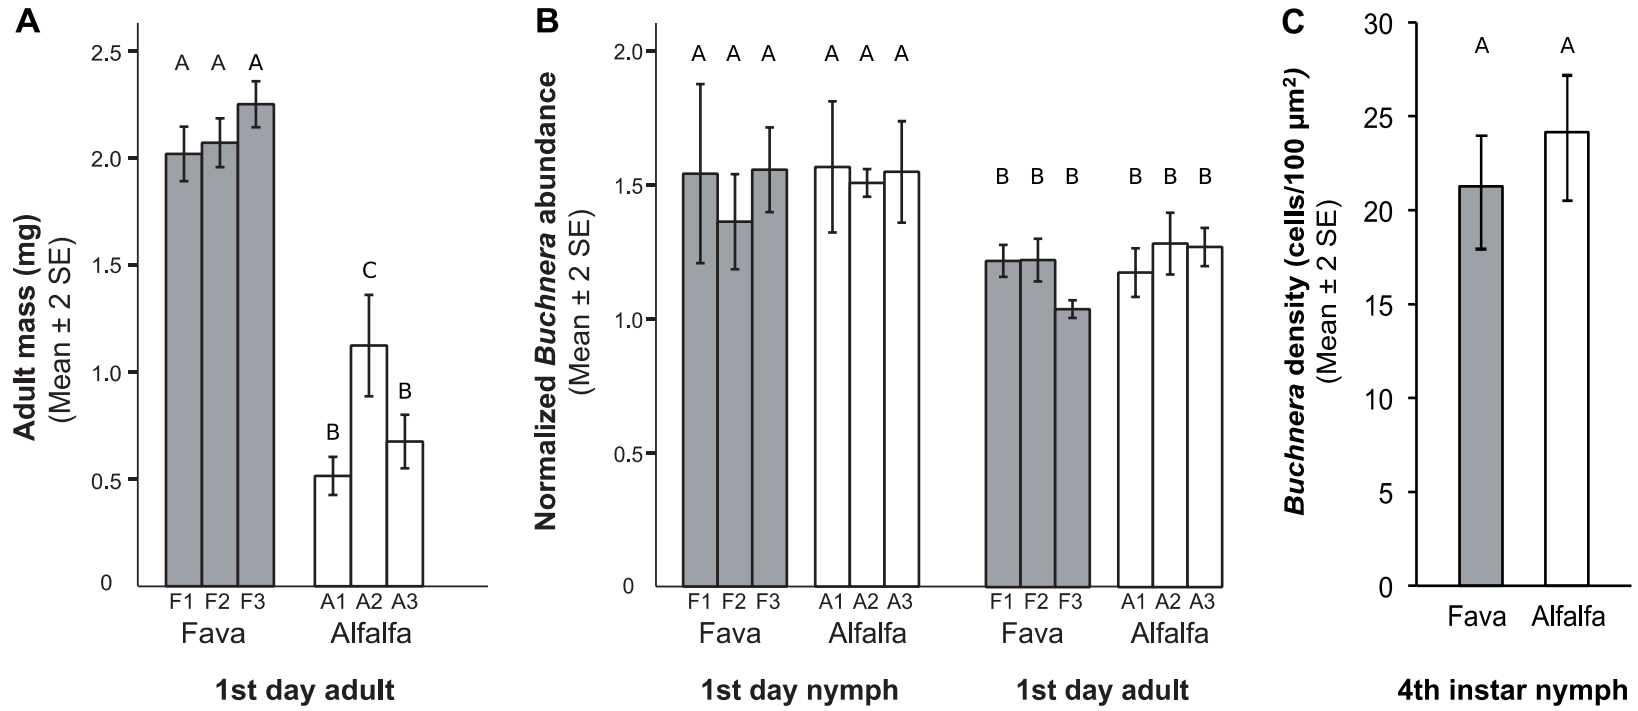 A
Adult mass (mg)
(Mean ± 2 SE)
2.5
2.0
1.5
1.0
0.5
0
A A A
B C B
F1 F2 F3 A1 A2 A3
Fava Alfalfa
1st day adult
B
Normalized Buchnera abundance
(Mean ± 2 SE)
2.0
1.5
1.0
0.5
0
A A A A A A
B B B B B B
F1 F2 F3 A1 A2 A3 F1 F2 F3 A1 A2 A3
Fava Alfalfa Fava Alfalfa
1st day nymph 1st day adult
C
Buchnera density (cells/100 µm²)
(Mean ± 2 SE)
30
25
20
15
10
5
0
A A
Fava Alfalfa
4th instar nymph